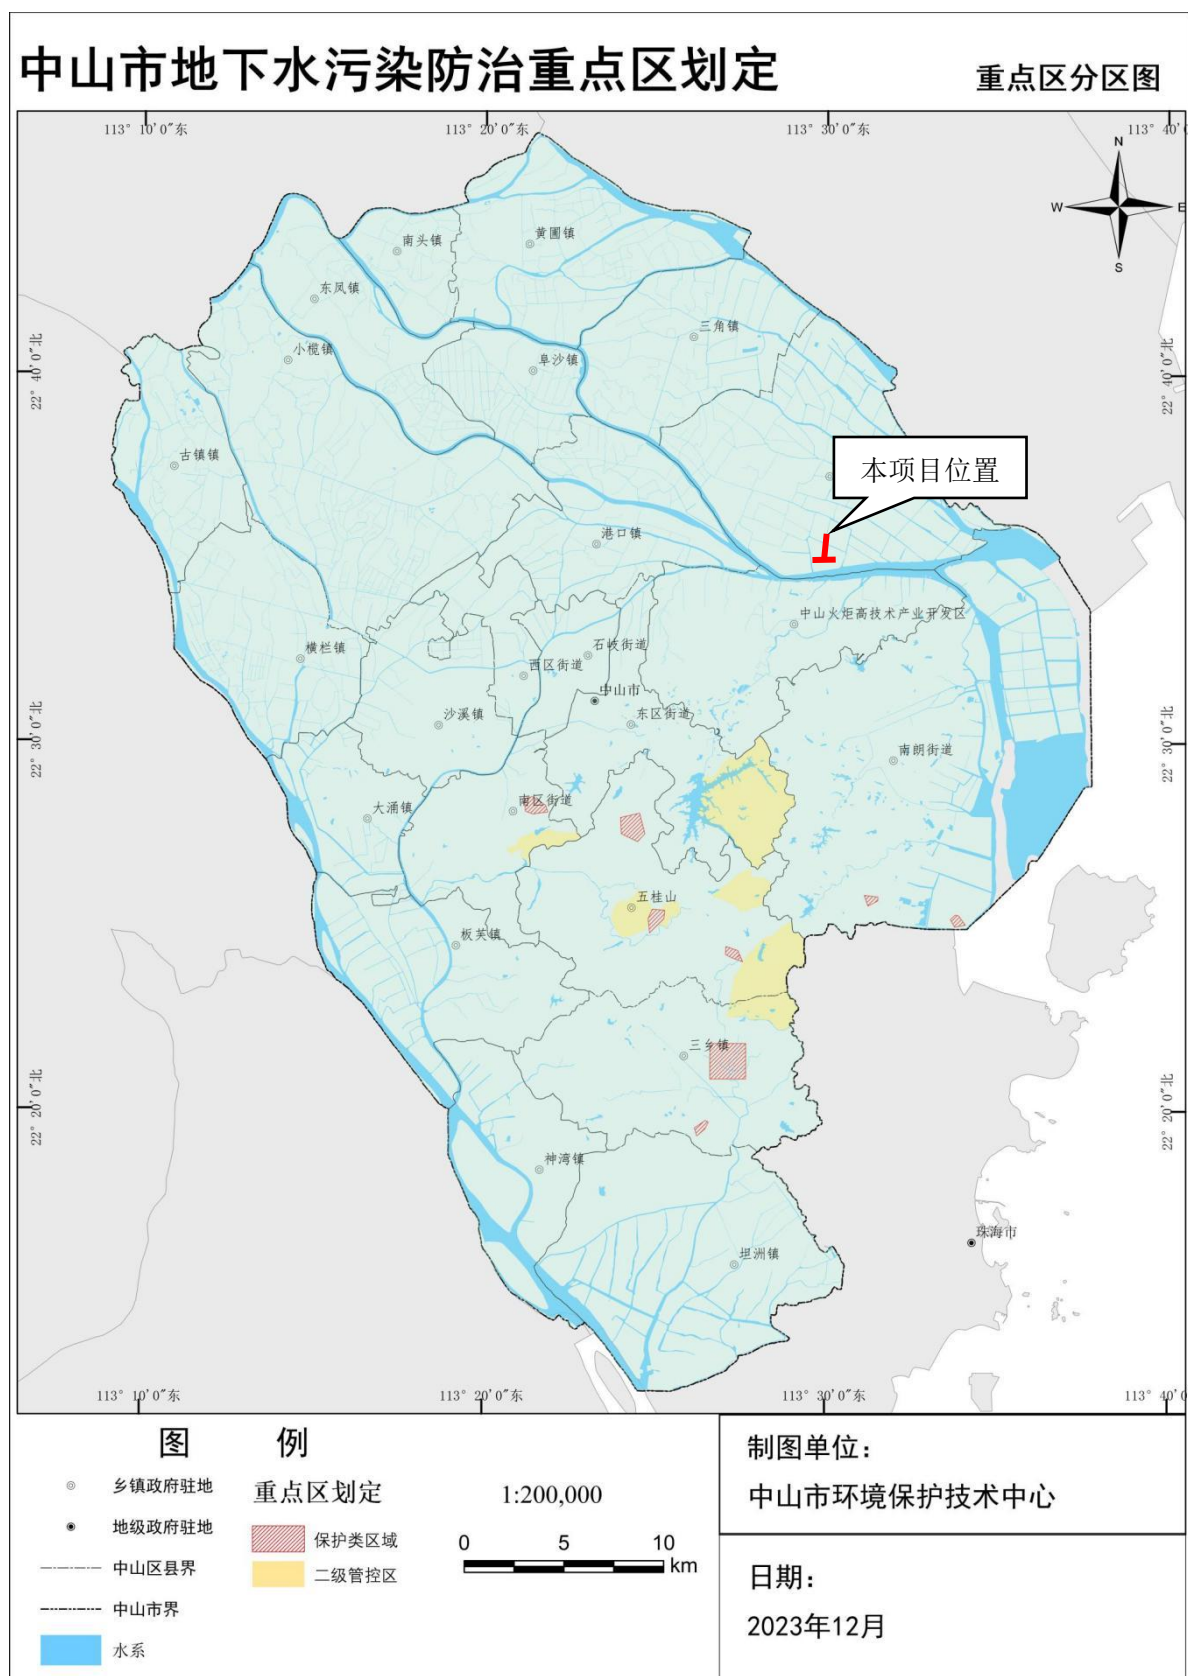 中山市地下水污染防治重点区划定
重点区分区图
113° 10′0″东
113° 20′0″东
113° 30′0″东
113° 40′0
N
W
E
S
南头镇
黄圃镇
东凤镇
三角镇
小榄镇
阜沙镇
22° 40′0″北
22° 40′0″北
古镇镇
本项目位置
港口镇
中山火炬高技术产业开发区
横栏镇
石岐街道
西区街道
中山市
沙溪镇
东区街道
南朗街道
22° 30′0″北
22° 30′0″北
大涌镇
南区街道
五桂山
板芙镇
三乡镇
22° 20′0″北
22° 20′0″北
神湾镇
珠海市
坦洲镇
113° 10′0″东
113° 20′0″东
113° 30′0″东
113° 40′0
图 例
乡镇政府驻地
地级政府驻地
中山区县界
中山市界
水系
重点区划定
保护类区域
二级管控区
1:200,000
0 5 10
km
制图单位：
中山市环境保护技术中心
日期：
2023年12月